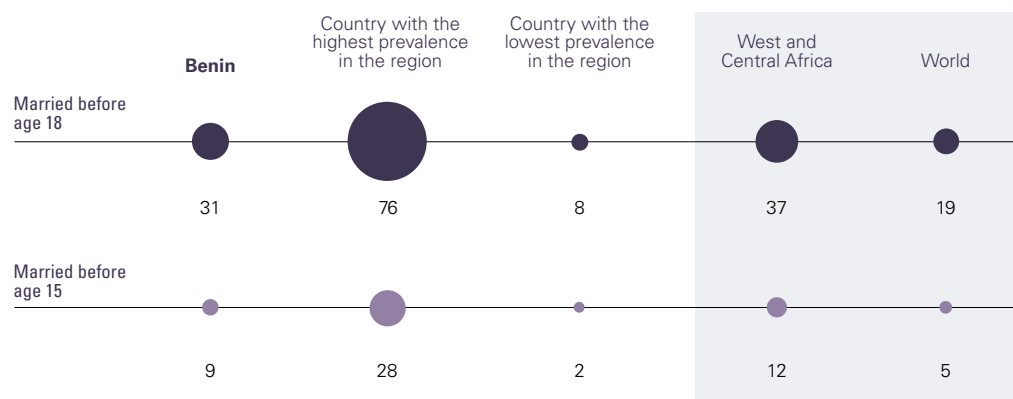 Benin
Country with the
highest prevalence
in the region
Country with the
lowest prevalence
in the region
West and
Central Africa
World
Married before
age 18
31
76
8
37
19
Married before
age 15
9
28
2
12
5